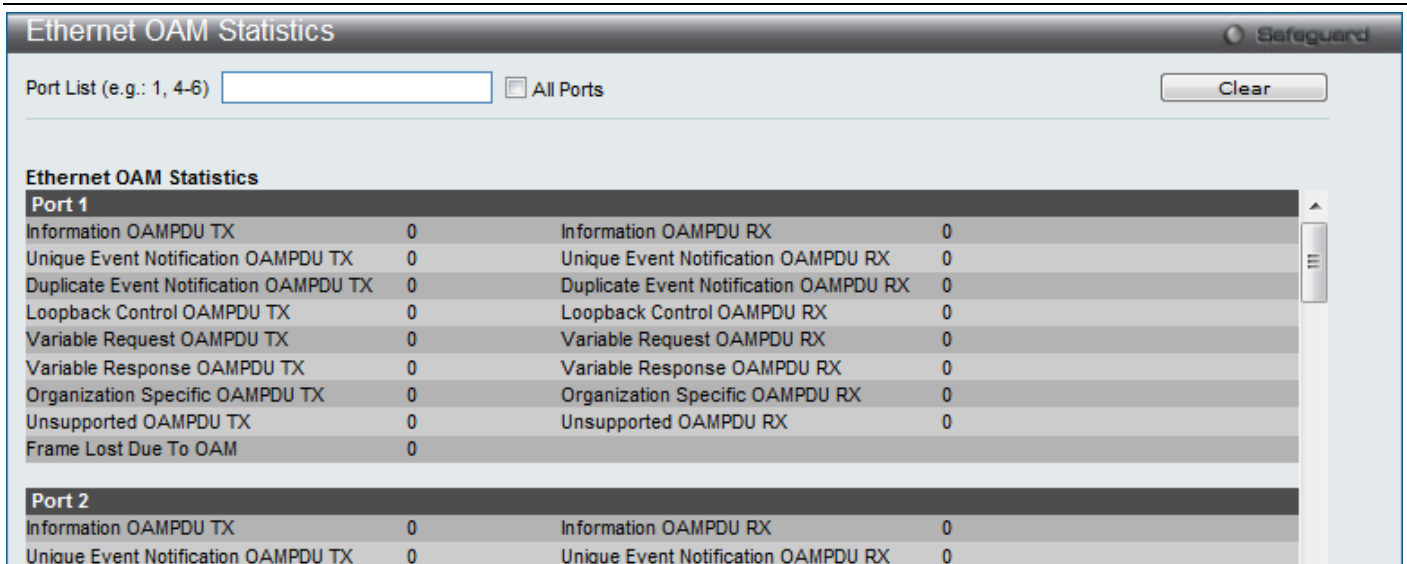 Ethernet OAM Statistics
Safeguard
Port List (e.g.: 1, 4-6) All Ports Clear
Ethernet OAM Statistics
Port 1
Information OAMPDU TX 0 Information OAMPDU RX 0
Unique Event Notification OAMPDU TX 0 Unique Event Notification OAMPDU RX 0
Duplicate Event Notification OAMPDU TX 0 Duplicate Event Notification OAMPDU RX 0
Loopback Control OAMPDU TX 0 Loopback Control OAMPDU RX 0
Variable Request OAMPDU TX 0 Variable Request OAMPDU RX 0
Variable Response OAMPDU TX 0 Variable Response OAMPDU RX 0
Organization Specific OAMPDU TX 0 Organization Specific OAMPDU RX 0
Unsupported OAMPDU TX 0 Unsupported OAMPDU RX 0
Frame Lost Due To OAM 0
Port 2
Information OAMPDU TX 0 Information OAMPDU RX 0
Unique Event Notification OAMPDU TX 0 Unique Event Notification OAMPDU RX 0